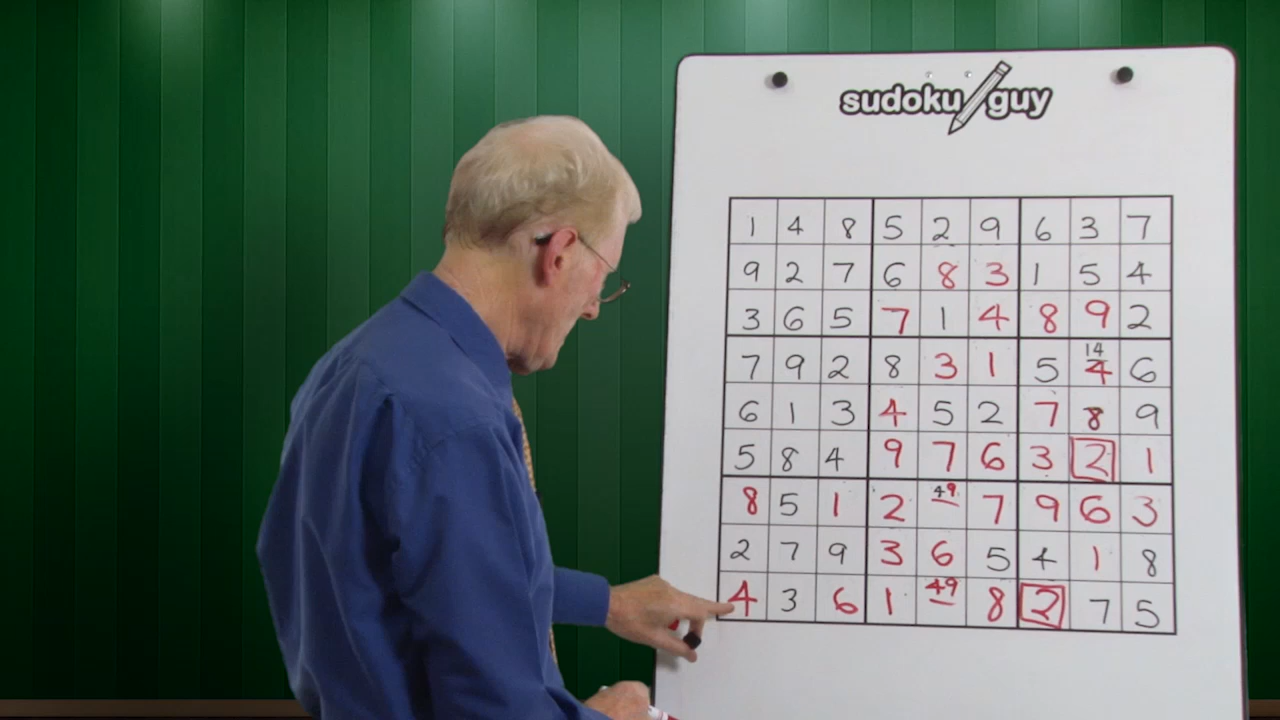 sudoku guy
1 4 8 5 2 9 6 3 7
9 2 7 6 8 3 1 5 4
3 6 5 7 1 4 8 9 2
14
7 9 2 8 3 1 5 4 6
6 1 3 4 5 2 7 8 9
5 8 4 9 7 6 3 2 1
8 5 1 2 49 7 9 6 3
2 7 9 3 6 5 4 1 8
4 3 6 1 49 8 2 7 5